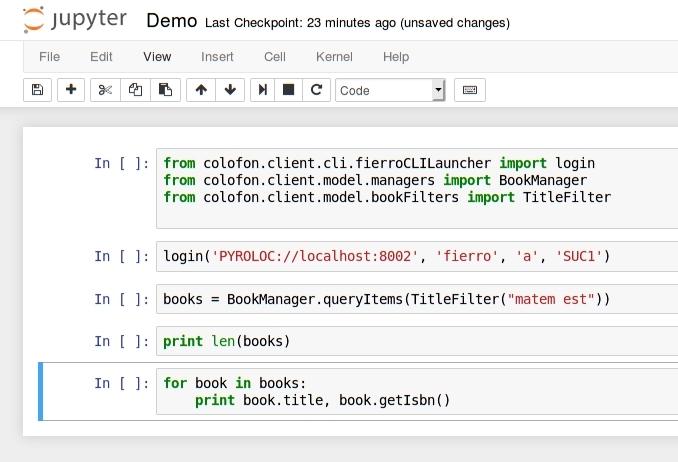 jupyter Demo Last Checkpoint: 23 minutes ago (unsaved changes)
File Edit View Insert Cell Kernel Help
Code
In [ ]: from colofon.client.cli.fierroCLILauncher import login
from colofon.client.model.managers import BookManager
from colofon.client.model.bookFilters import TitleFilter
In [ ]: login('PYROLOC://localhost:8002', 'fierro', 'a', 'SUC1')
In [ ]: books = BookManager.queryItems(TitleFilter("matem est"))
In [ ]: print len(books)
In [ ]: for book in books:
print book.title, book.getIsbn()